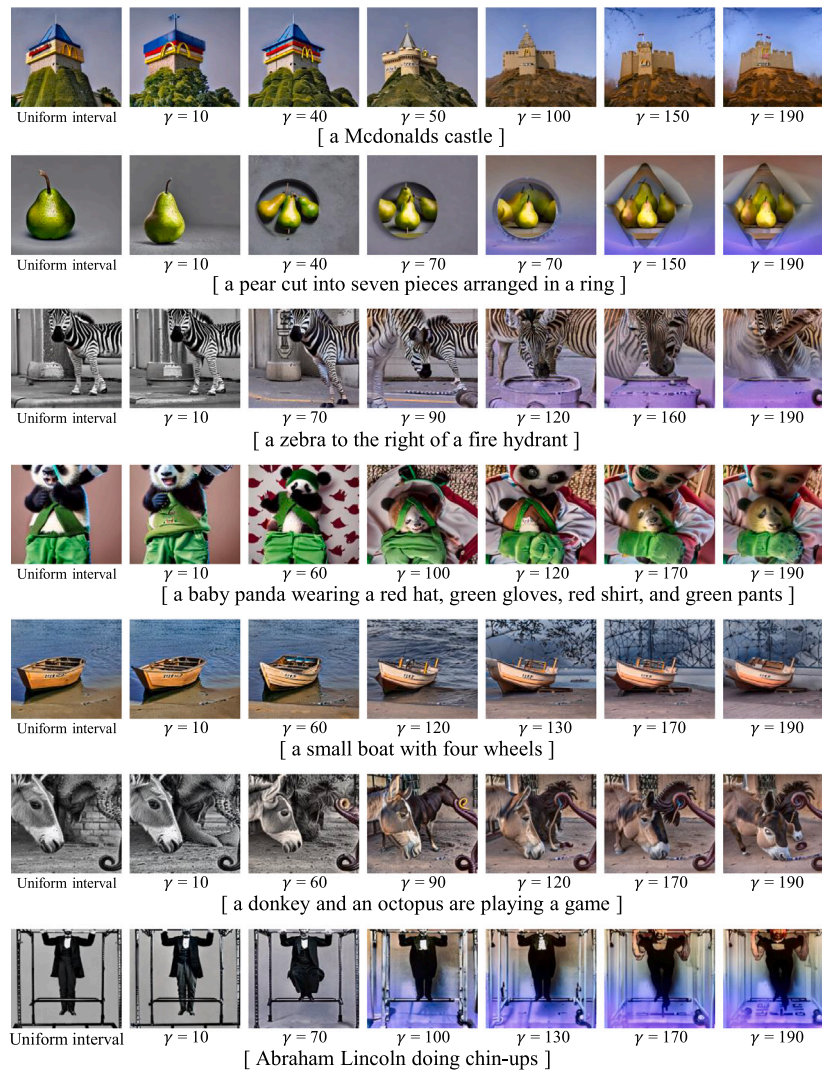 Uniform interval γ = 10 γ = 40 γ = 50 γ = 100 γ = 150 γ = 190
[ a Mcdonalds castle ]
Uniform interval γ = 10 γ = 40 γ = 70 γ = 70 γ = 150 γ = 190
[ a pear cut into seven pieces arranged in a ring ]
Uniform interval γ = 10 γ = 70 γ = 90 γ = 120 γ = 160 γ = 190
[ a zebra to the right of a fire hydrant ]
Uniform interval γ = 10 γ = 60 γ = 100 γ = 120 γ = 170 γ = 190
[ a baby panda wearing a red hat, green gloves, red shirt, and green pants ]
Uniform interval γ = 10 γ = 60 γ = 120 γ = 130 γ = 170 γ = 190
[ a small boat with four wheels ]
Uniform interval γ = 10 γ = 60 γ = 90 γ = 120 γ = 170 γ = 190
[ a donkey and an octopus are playing a game ]
Uniform interval γ = 10 γ = 70 γ = 100 γ = 130 γ = 170 γ = 190
[ Abraham Lincoln doing chin-ups ]